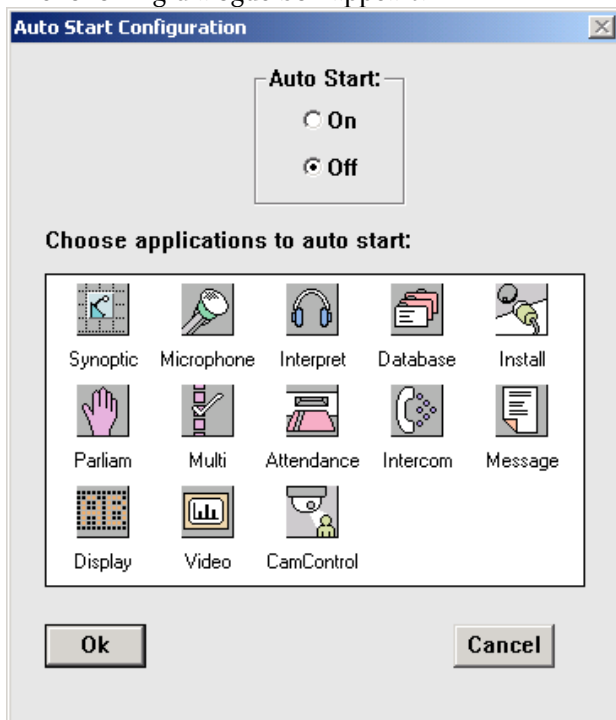 Auto Start Configuration
Auto Start:
On
Off
Choose applications to auto start:
Synoptic Microphone Interpret Database Install
Parliam Multi Attendance Intercom Message
Display Video CamControl
Ok Cancel